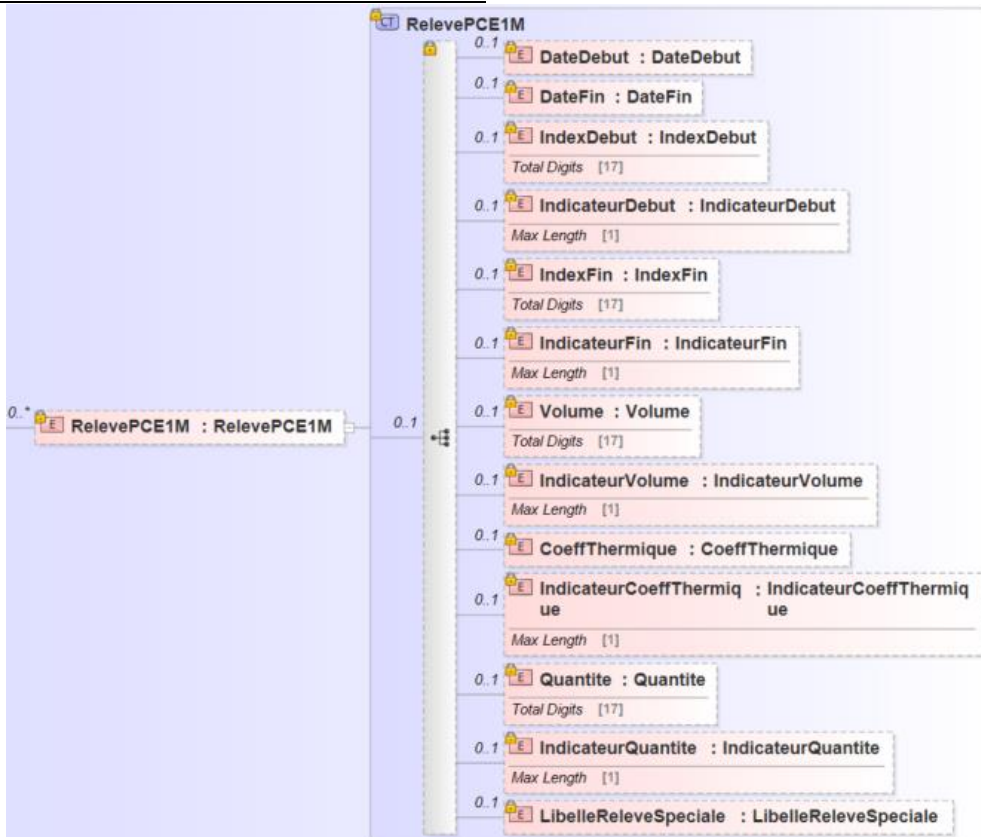 CT RelevePCE1M
0..1 E DateDebut : DateDebut
0..1 E DateFin : DateFin
0..1 E IndexDebut : IndexDebut
Total Digits [17]
0..1 E IndicateurDebut : IndicateurDebut
Max Length [1]
0..1 E IndexFin : IndexFin
Total Digits [17]
0..1 E IndicateurFin : IndicateurFin
Max Length [1]
0..* E RelevePCE1M : RelevePCE1M
0..1
0..1 E Volume : Volume
Total Digits [17]
0..1 E IndicateurVolume : IndicateurVolume
Max Length [1]
0..1 E CoeffThermique : CoeffThermique
0..1 E IndicateurCoeffThermiq : IndicateurCoeffThermiq
ue ue
Max Length [1]
0..1 E Quantite : Quantite
Total Digits [17]
0..1 E IndicateurQuantite : IndicateurQuantite
Max Length [1]
0..1 E LibelleReleveSpeciale : LibelleReleveSpeciale